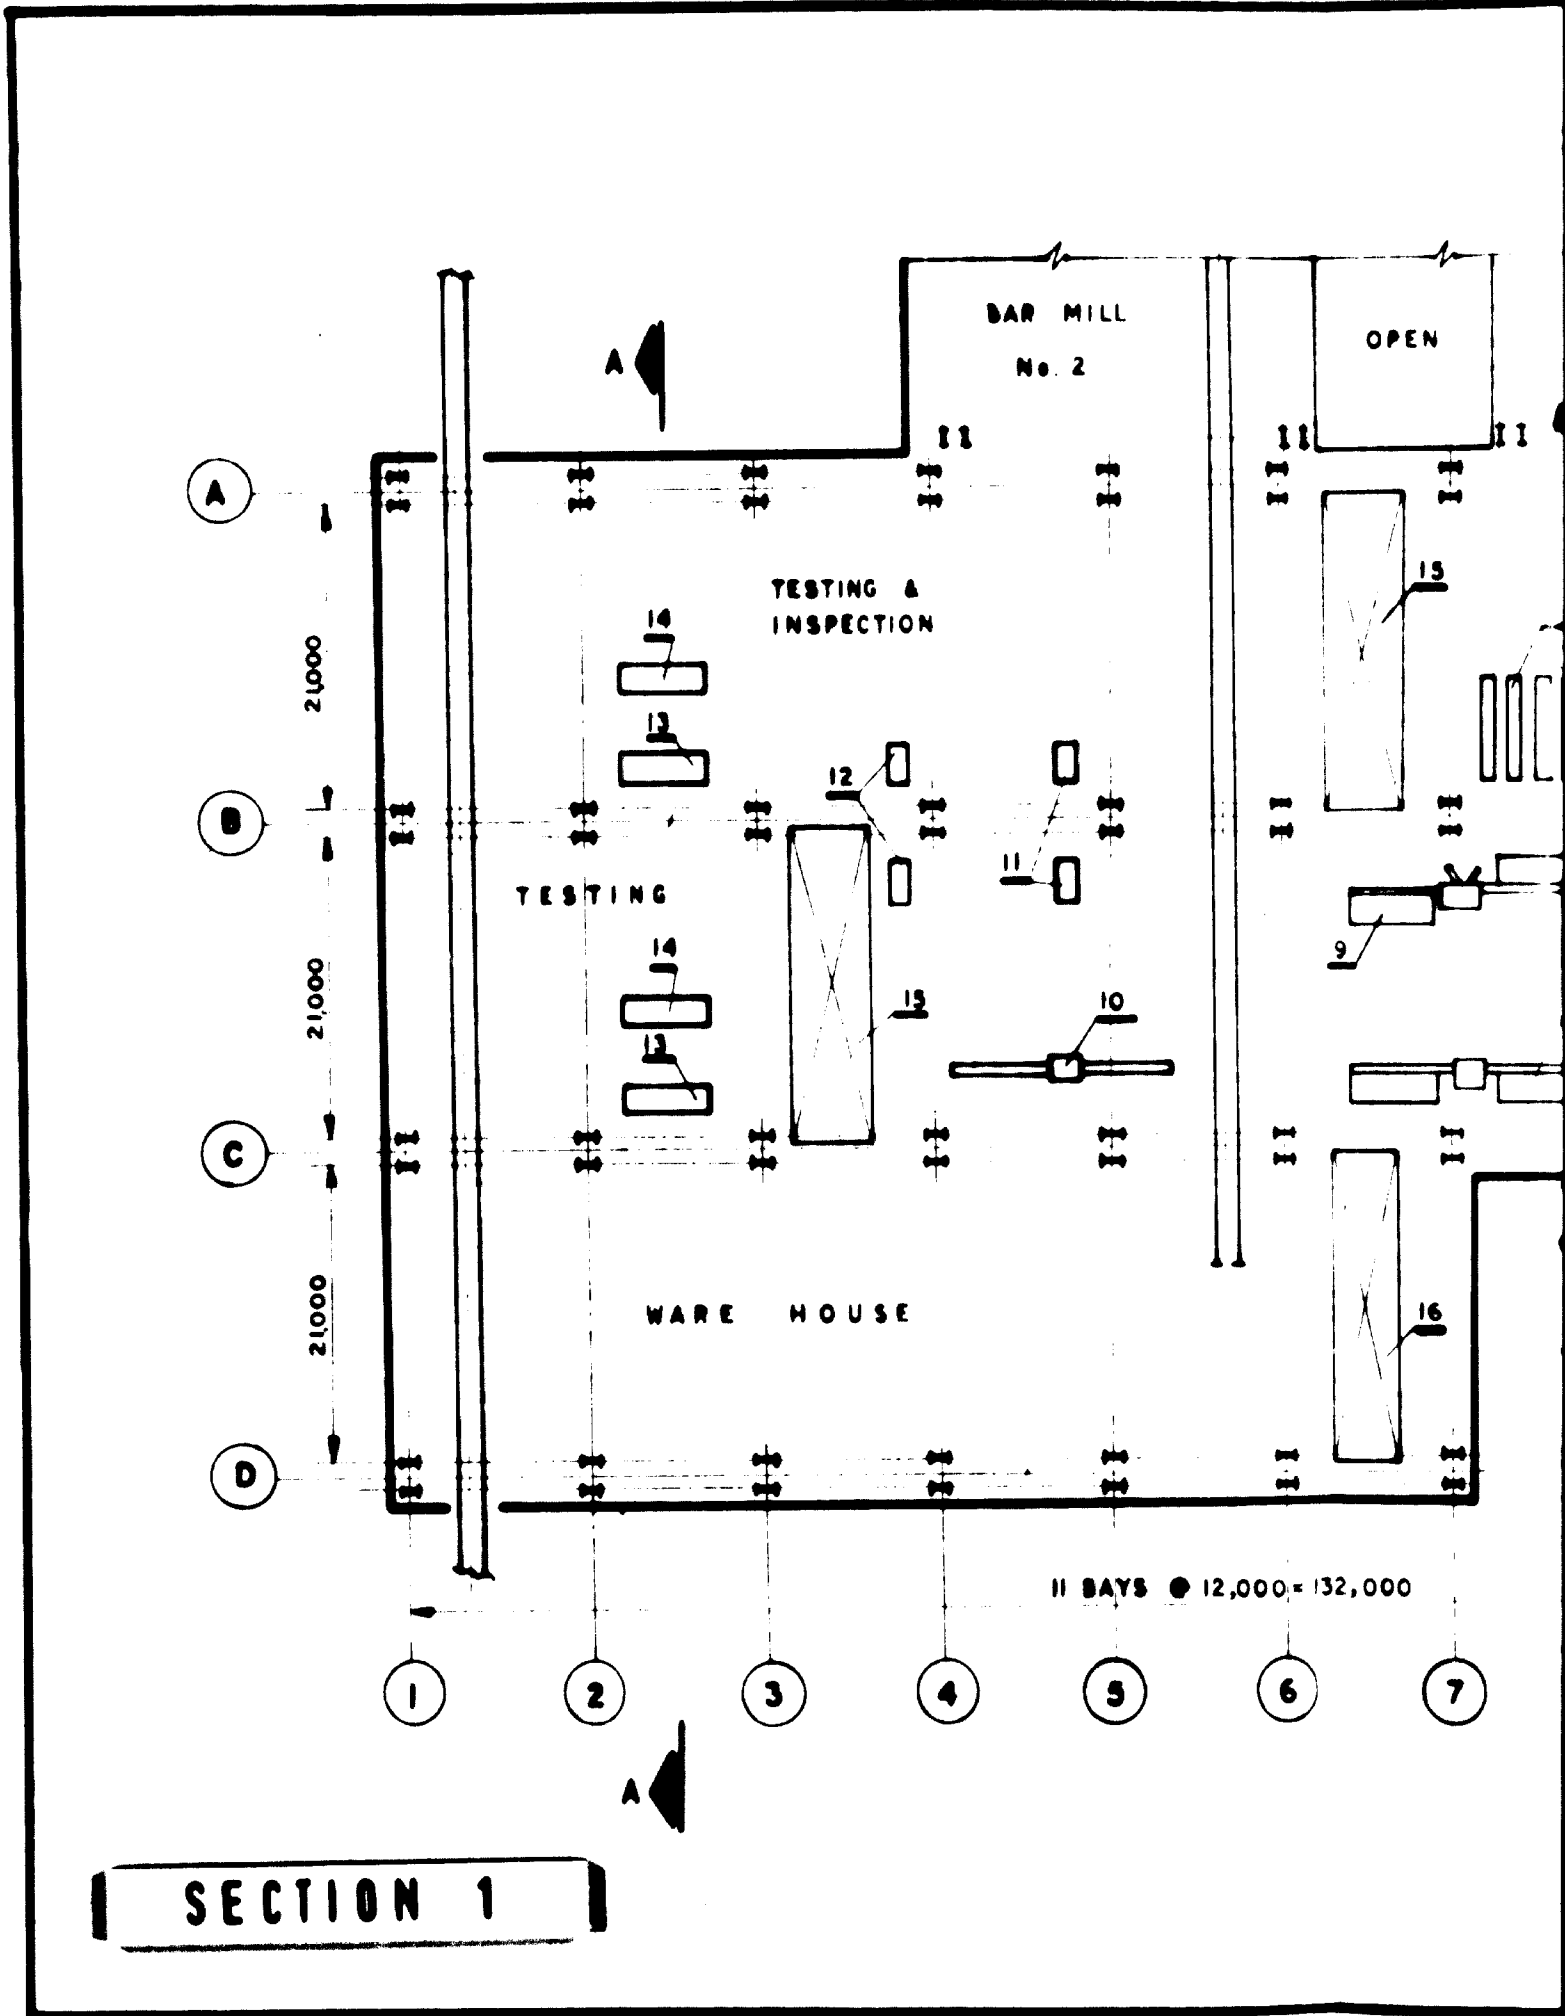 BAR MILL
No. 2
OPEN
A
A
15
TESTING &
INSPECTION
14
21,000
13
12
B
11
TESTING
9
14
21,000
15
10
13
C
21,000
WARE HOUSE
16
D
11 BAYS @ 12,000 = 132,000
1
2
3
4
5
6
7
A
SECTION 1